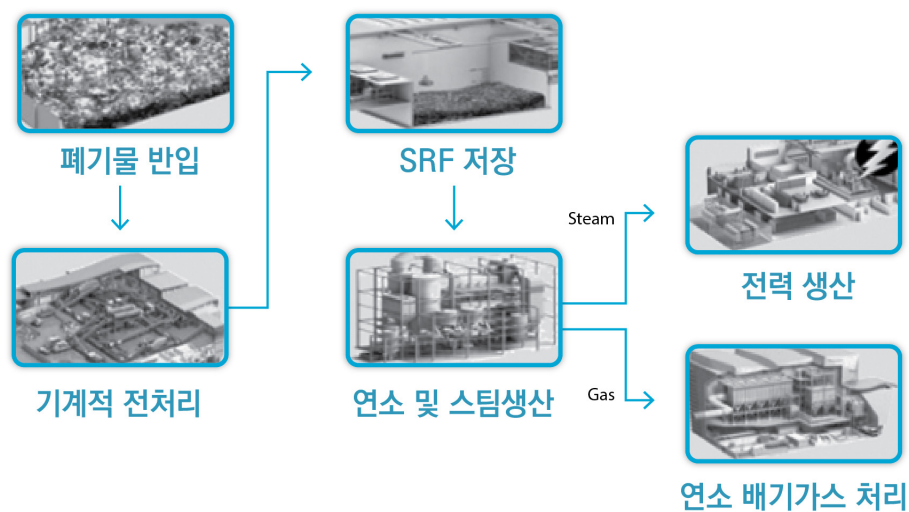 폐기물 반입
기계적 전처리
SRF 저장
연소 및 스팀생산
Steam
전력 생산
Gas
연소 배기가스 처리